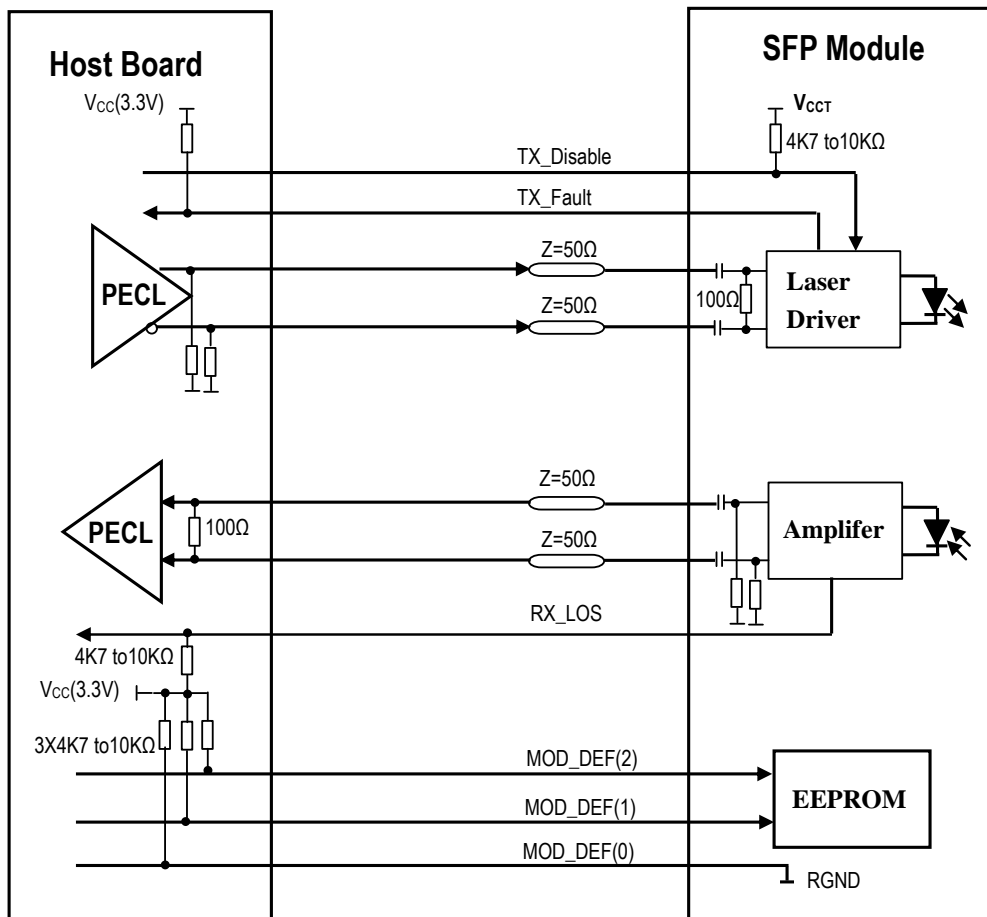 Host Board
SFP Module
VCC(3.3V)
VCCT
4K7 to10KΩ
TX_Disable
TX_Fault
Z=50Ω
PECL
Z=50Ω
100Ω
Laser
Driver
Z=50Ω
PECL
100Ω
Z=50Ω
Amplifer
RX_LOS
4K7 to10KΩ
VCC(3.3V)
3X4K7 to10KΩ
MOD_DEF(2)
EEPROM
MOD_DEF(1)
MOD_DEF(0)
RGND